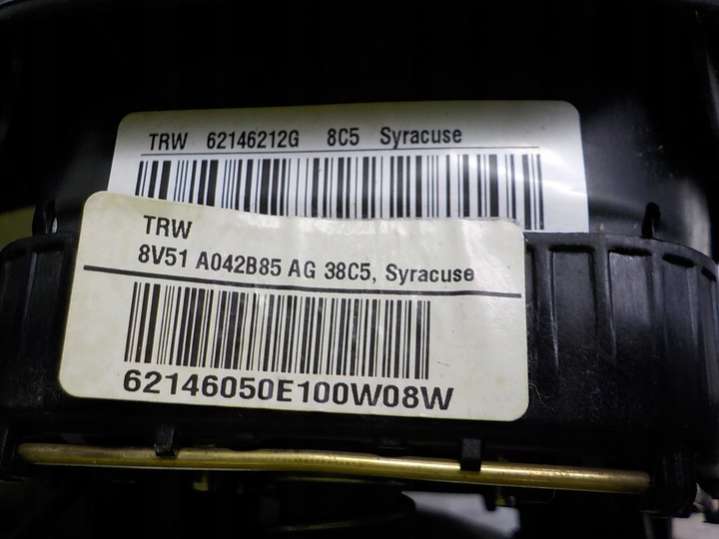 TRW 62146212G 8C5 Syracuse
TRW
8V51 A042B85 AG 38C5, Syracuse
62146050E100W08W